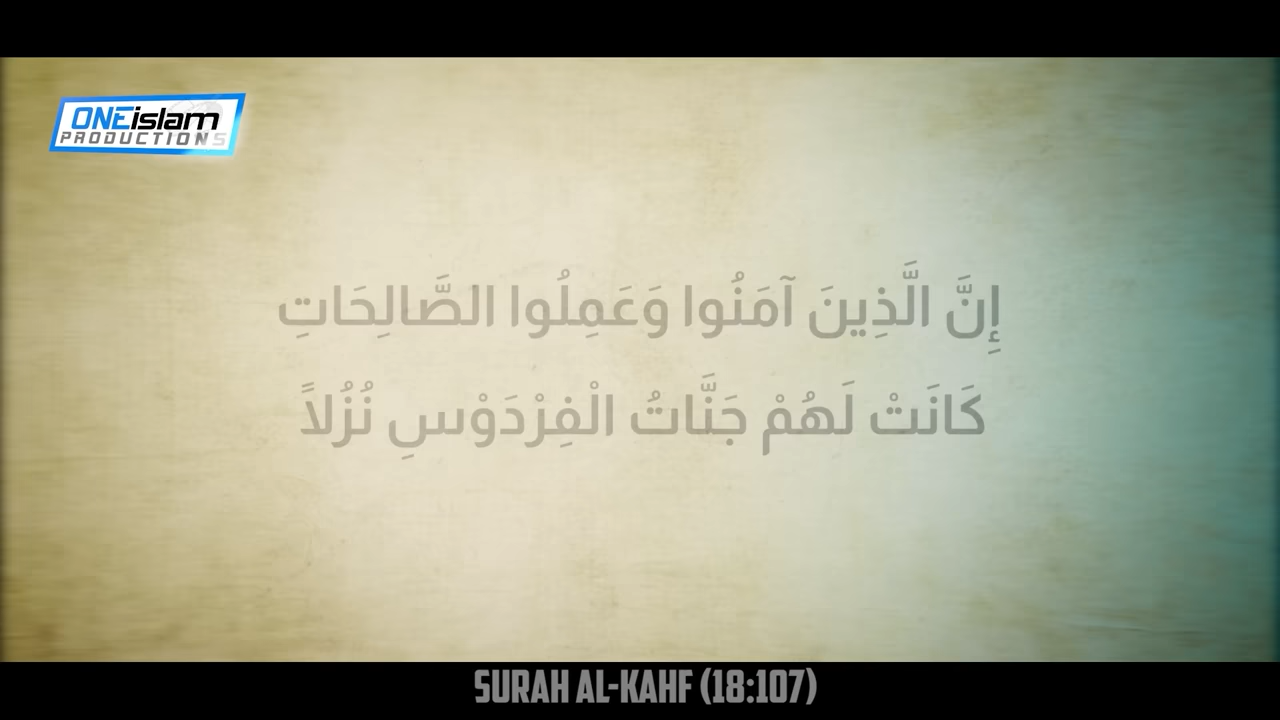 ONEislam
PRODUCTIONS
إِنَّ الَّذِينَ آمَنُوا وَعَمِلُوا الصَّالِحَاتِ
كَانَتْ لَهُمْ جَنَّاتُ الْفِرْدَوْسِ نُزُلاً
SURAH AL-KAHF (18:107)